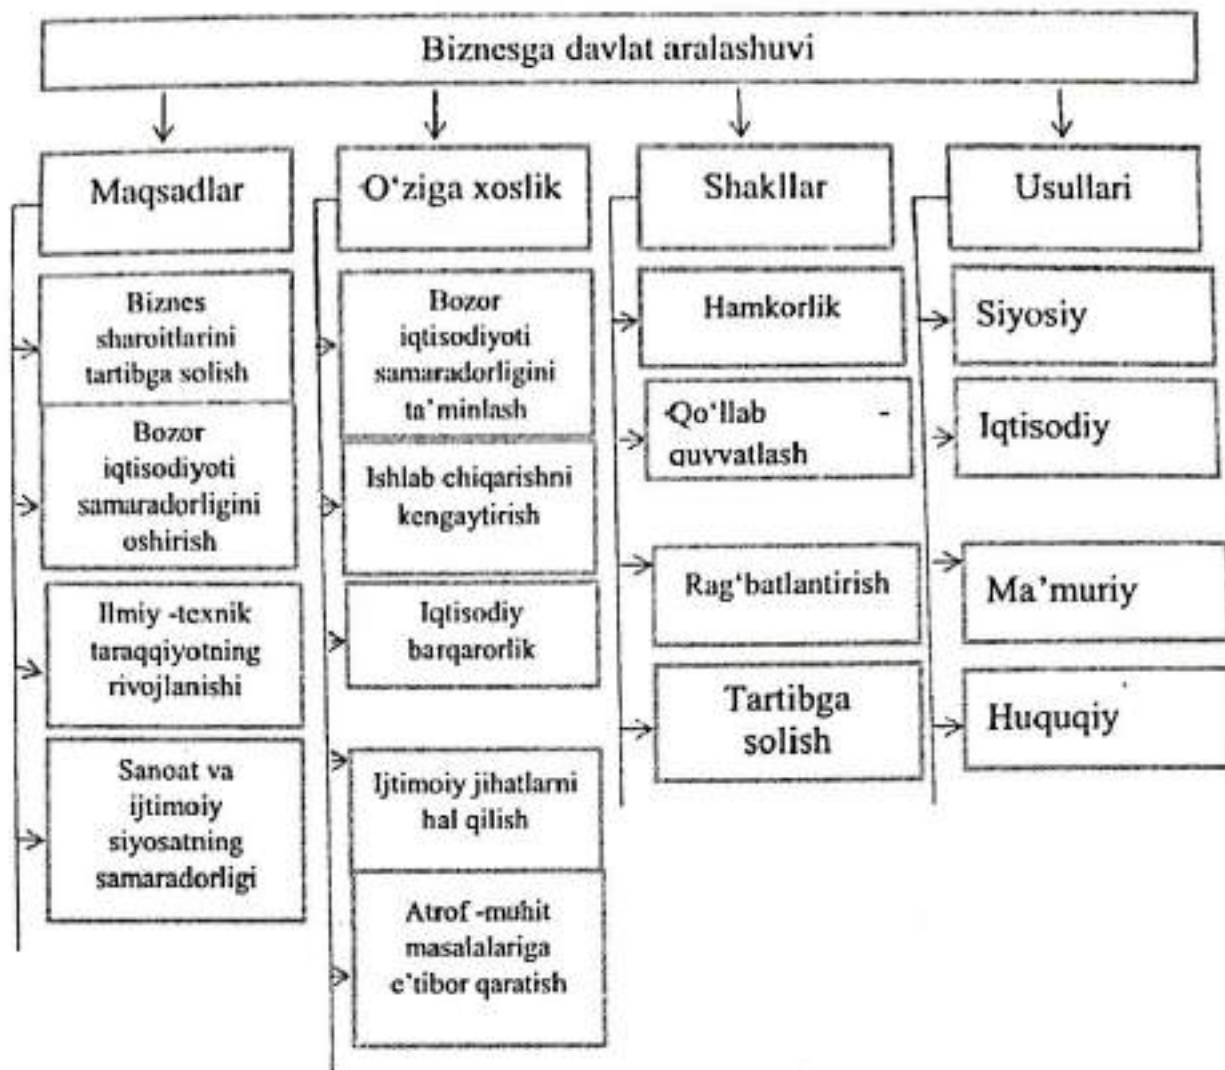 Biznesga davlat aralashuvi
Maqsadlar
Biznes
sharoitlarini
tartibga solish
Bozor
iqtisodiyoti
samaradorligini
oshirish
Ilmiy -texnik
taraqqiyotning
rivojlanishi
Sanoat va
ijtimoiy
siyosatning
samaradorligi
O‘ziga xoslik
Bozor
iqtisodiyoti
samaradorligini
ta’minlash
Ishlab chiqarishni
kengaytirish
Iqtisodiy
barqarorlik
Ijtimoiy jihatlarni
hal qilish
Atrof -muhit
masalalariga
e’tibor qaratish
Shakllar
Hamkorlik
Qo‘llab -
quvvatlash
Rag‘batlantirish
Tartibga
solish
Usullari
Siyosiy
Iqtisodiy
Ma’muriy
Huquqiy